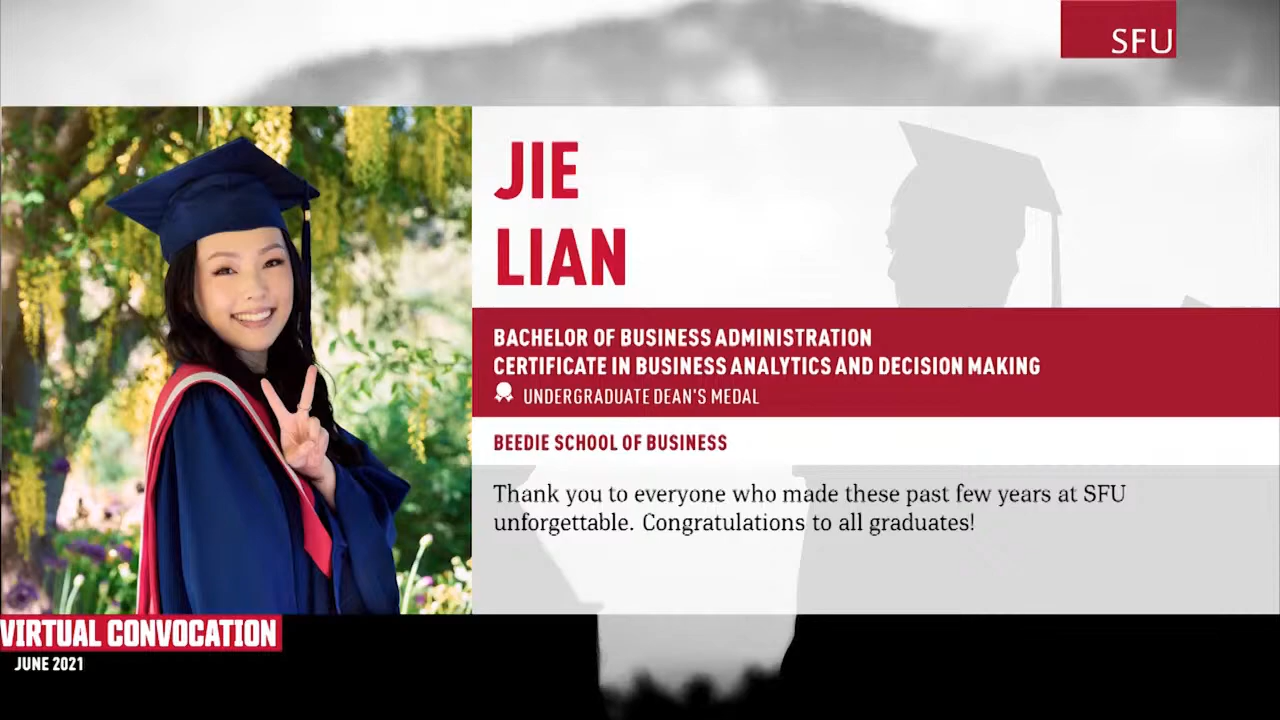 SFU
JIE
LIAN
BACHELOR OF BUSINESS ADMINISTRATION
CERTIFICATE IN BUSINESS ANALYTICS AND DECISION MAKING
UNDERGRADUATE DEAN'S MEDAL
BEEDIE SCHOOL OF BUSINESS
Thank you to everyone who made these past few years at SFU
unforgettable. Congratulations to all graduates!
VIRTUAL CONVOCATION
JUNE 2021